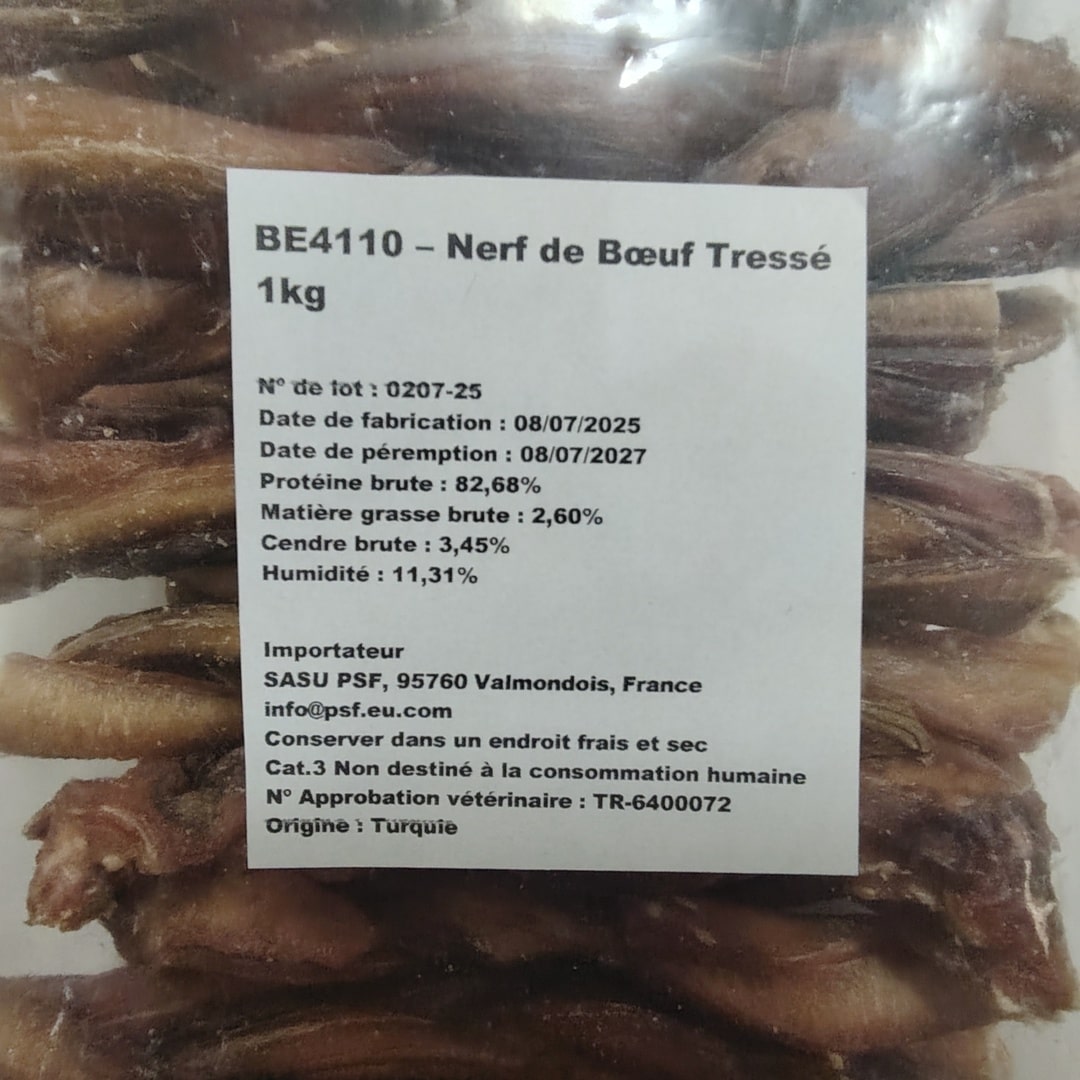 BE4110 – Nerf de Bœuf Tressé
1kg
N° de lot : 0207-25
Date de fabrication : 08/07/2025
Date de péremption : 08/07/2027
Protéine brute : 82,68%
Matière grasse brute : 2,60%
Cendre brute : 3,45%
Humidité : 11,31%
Importateur
SASU PSF, 95760 Valmondois, France
info@psf.eu.com
Conserver dans un endroit frais et sec
Cat.3 Non destiné à la consommation humaine
N° Approbation vétérinaire : TR-6400072
Origine : Turquie